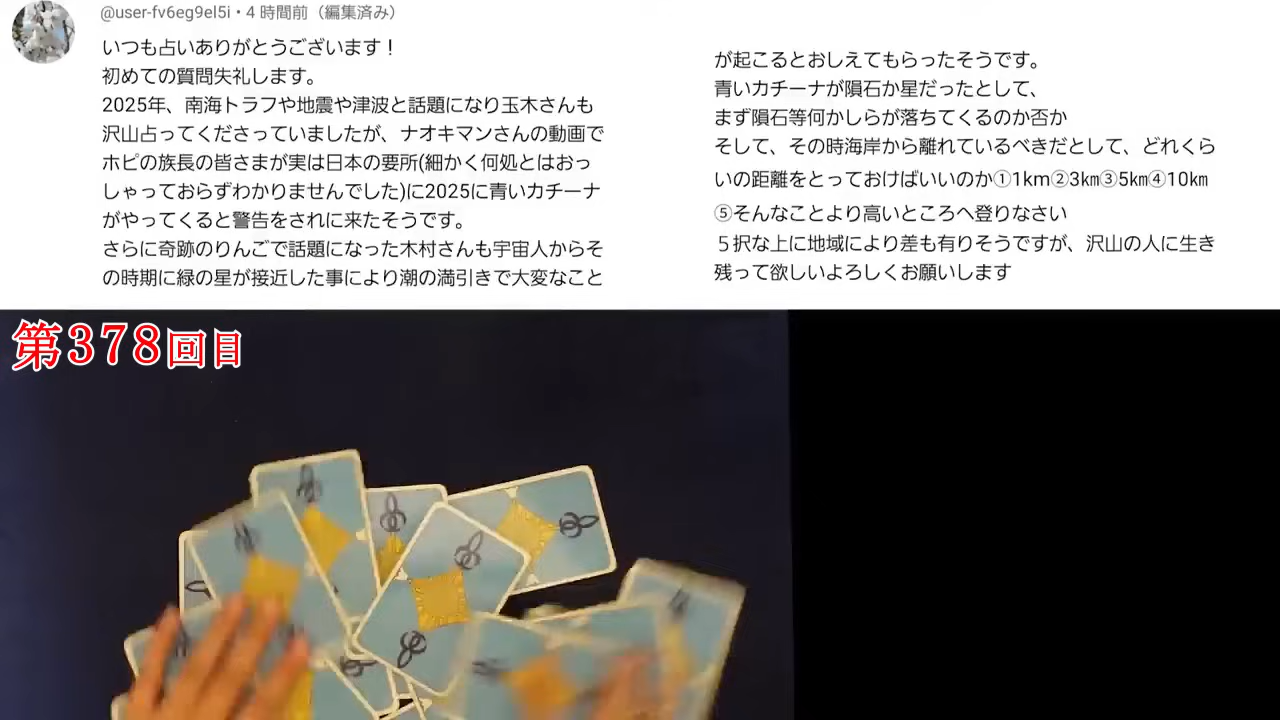 @user-fv6eg9el5i・4 時間前（編集済み）
いつも占いありがとうございます！
初めての質問失礼します。
2025年、南海トラフや地震や津波と話題になり玉木さんも
沢山占ってくださっていましたが、ナオキマンさんの動画で
ホピの族長の皆さまが実は日本の要所(細かく何処とはおっ
しゃっておらずわかりませんでした)に2025に青いカチーナ
がやってくると警告をされに来たそうです。
さらに奇跡のりんごで話題になった木村さんも宇宙人からそ
の時期に緑の星が接近した事により潮の満引きで大変なこと
が起こるとおしえてもらったそうです。
青いカチーナが隕石か星だったとして、
まず隕石等何かしらが落ちてくるのか否か
そして、その時海岸から離れているべきだとして、どれくら
いの距離をとっておけばいいのか①1km②3㎞③5㎞④10㎞
⑤そんなことより高いところへ登りなさい
５択な上に地域により差も有りそうですが、沢山の人に生き
残って欲しいよろしくお願いします
第378回目